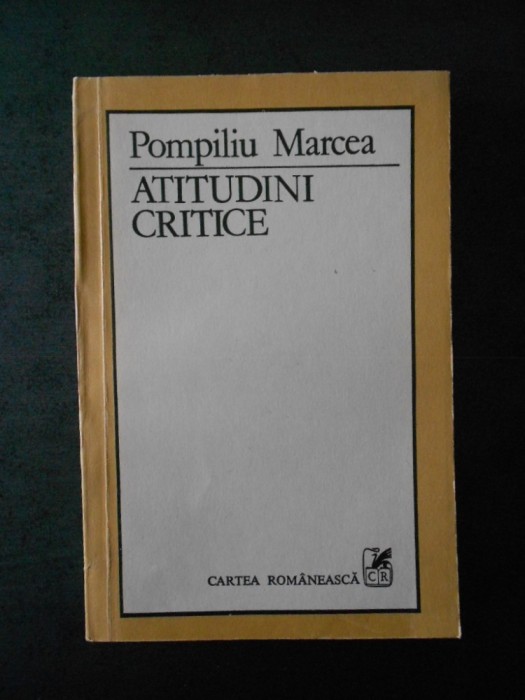 Pompiliu Marcea
ATITUDINI
CRITICE
CARTEA ROMÂNEASCĂ
CR